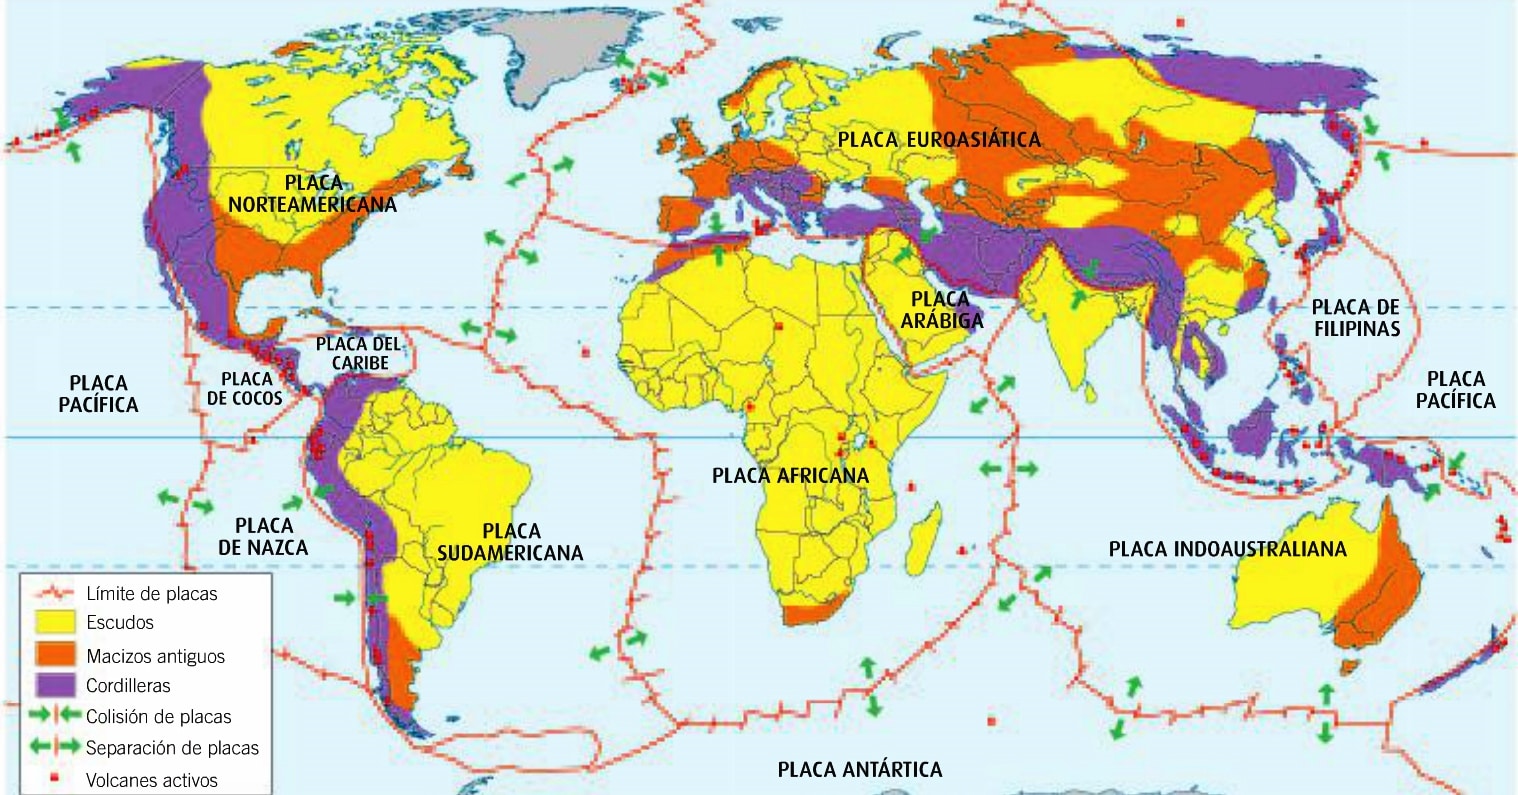 PLACA EUROASIÁTICA
PLACA
NORTEAMERICANA
PLACA
ARÁBIGA
PLACA DE
FILIPINAS
PLACA DEL
CARIBE
PLACA
PACÍFICA
PLACA
DE COCOS
PLACA
PACÍFICA
PLACA AFRICANA
PLACA
DE NAZCA
PLACA
SUDAMERICANA
PLACA INDOAUSTRALIANA
Límite de placas
Escudos
Macizos antiguos
Cordilleras
Colisión de placas
Separación de placas
Volcanes activos
PLACA ANTÁRTICA